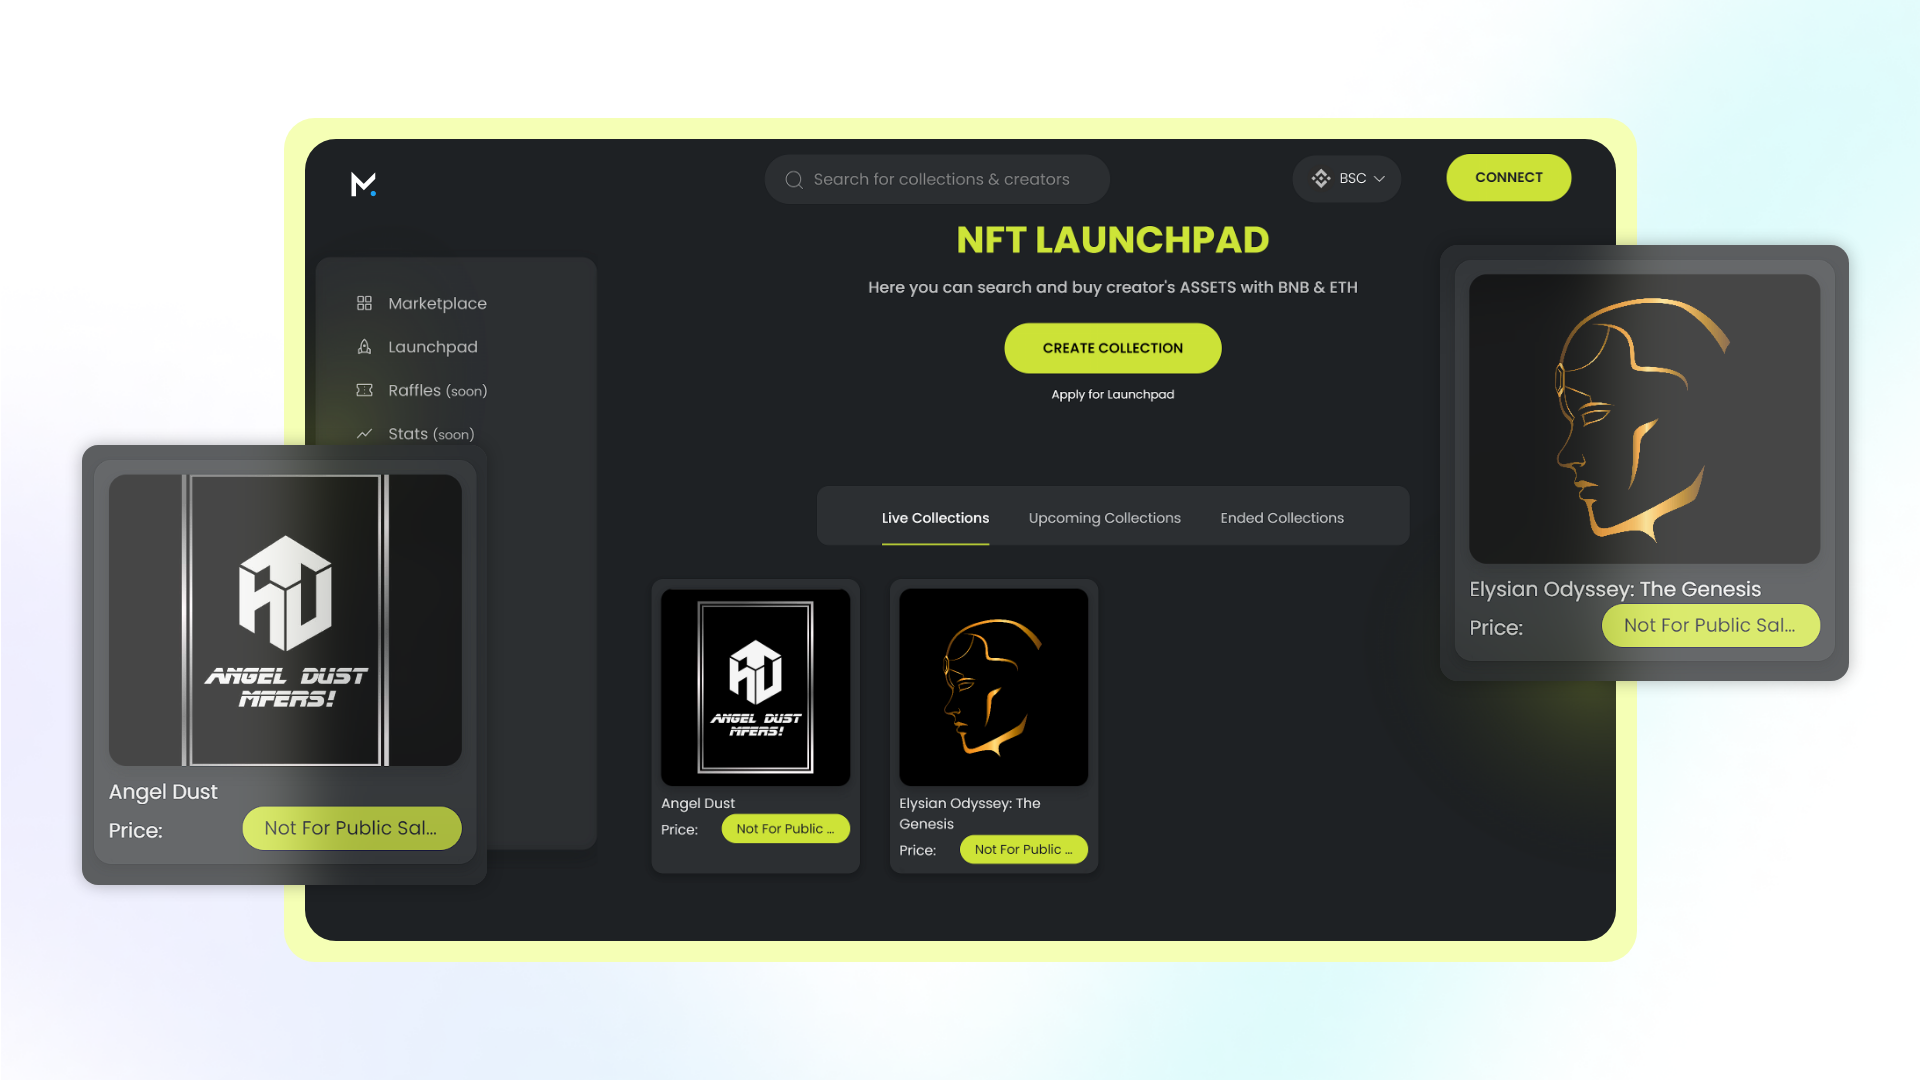 Search for collections & creators
BSC
CONNECT
NFT LAUNCHPAD
Here you can search and buy creator's ASSETS with BNB & ETH
CREATE COLLECTION
Apply for Launchpad
Marketplace
Launchpad
Raffles (soon)
Stats (soon)
Live Collections
Upcoming Collections
Ended Collections
ANGEL DUST
MFERS!
Angel Dust
Price:
Not For Public Sal...
ANGEL DUST
MFERS!
Angel Dust
Price:
Not For Public ...
Elysian Odyssey: The
Genesis
Price:
Not For Public ...
Elysian Odyssey: The Genesis
Price:
Not For Public Sal...